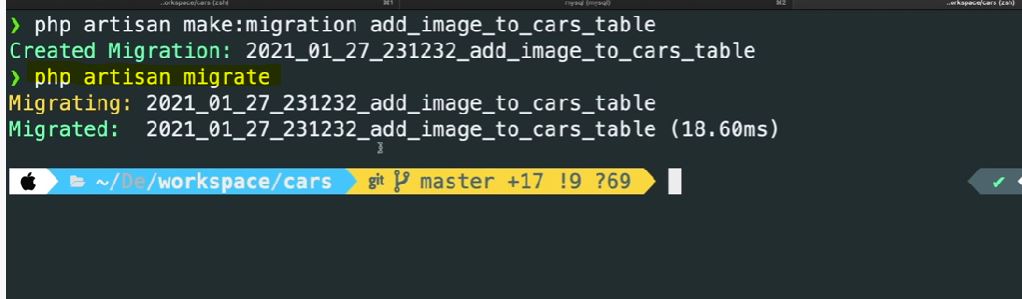 ..orkspace/cars (zsh) ⌘1 mysql (mysql) ⌘2 ..orkspace/cars (zsh)
❯ php artisan make:migration add_image_to_cars_table
Created Migration: 2021_01_27_231232_add_image_to_cars_table
❯ php artisan migrate
Migrating: 2021_01_27_231232_add_image_to_cars_table
Migrated: 2021_01_27_231232_add_image_to_cars_table (18.60ms)
~/De/workspace/cars git master +17 !9 ?69 ✔